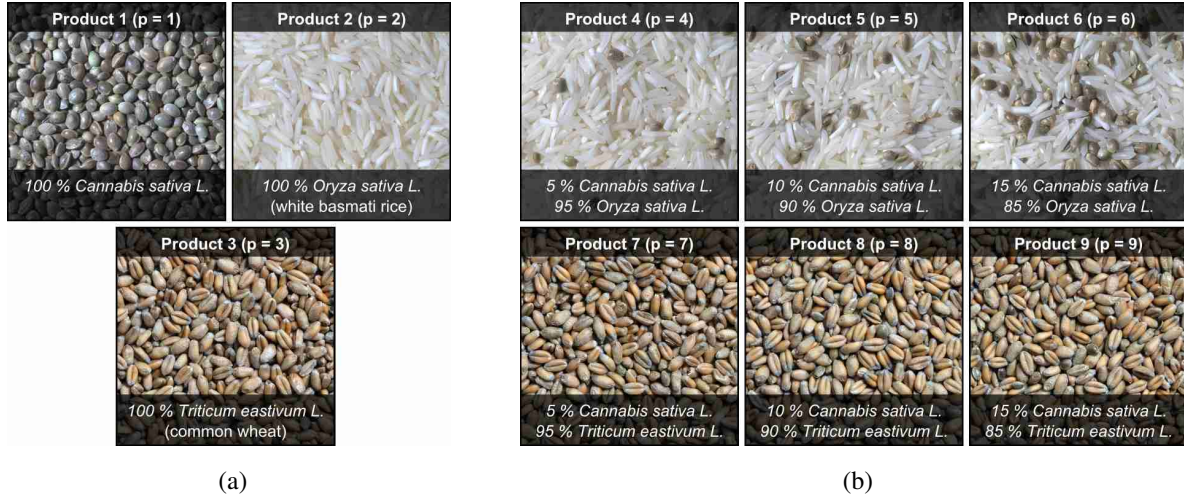 Product 1 (p = 1)
100 % Cannabis sativa L.
Product 2 (p = 2)
100 % Oryza sativa L.
(white basmati rice)
Product 3 (p = 3)
100 % Triticum eastivum L.
(common wheat)
(a)
Product 4 (p = 4)
5 % Cannabis sativa L.
95 % Oryza sativa L.
Product 5 (p = 5)
10 % Cannabis sativa L.
90 % Oryza sativa L.
Product 6 (p = 6)
15 % Cannabis sativa L.
85 % Oryza sativa L.
Product 7 (p = 7)
5 % Cannabis sativa L.
95 % Triticum eastivum L.
Product 8 (p = 8)
10 % Cannabis sativa L.
90 % Triticum eastivum L.
Product 9 (p = 9)
15 % Cannabis sativa L.
85 % Triticum eastivum L.
(b)